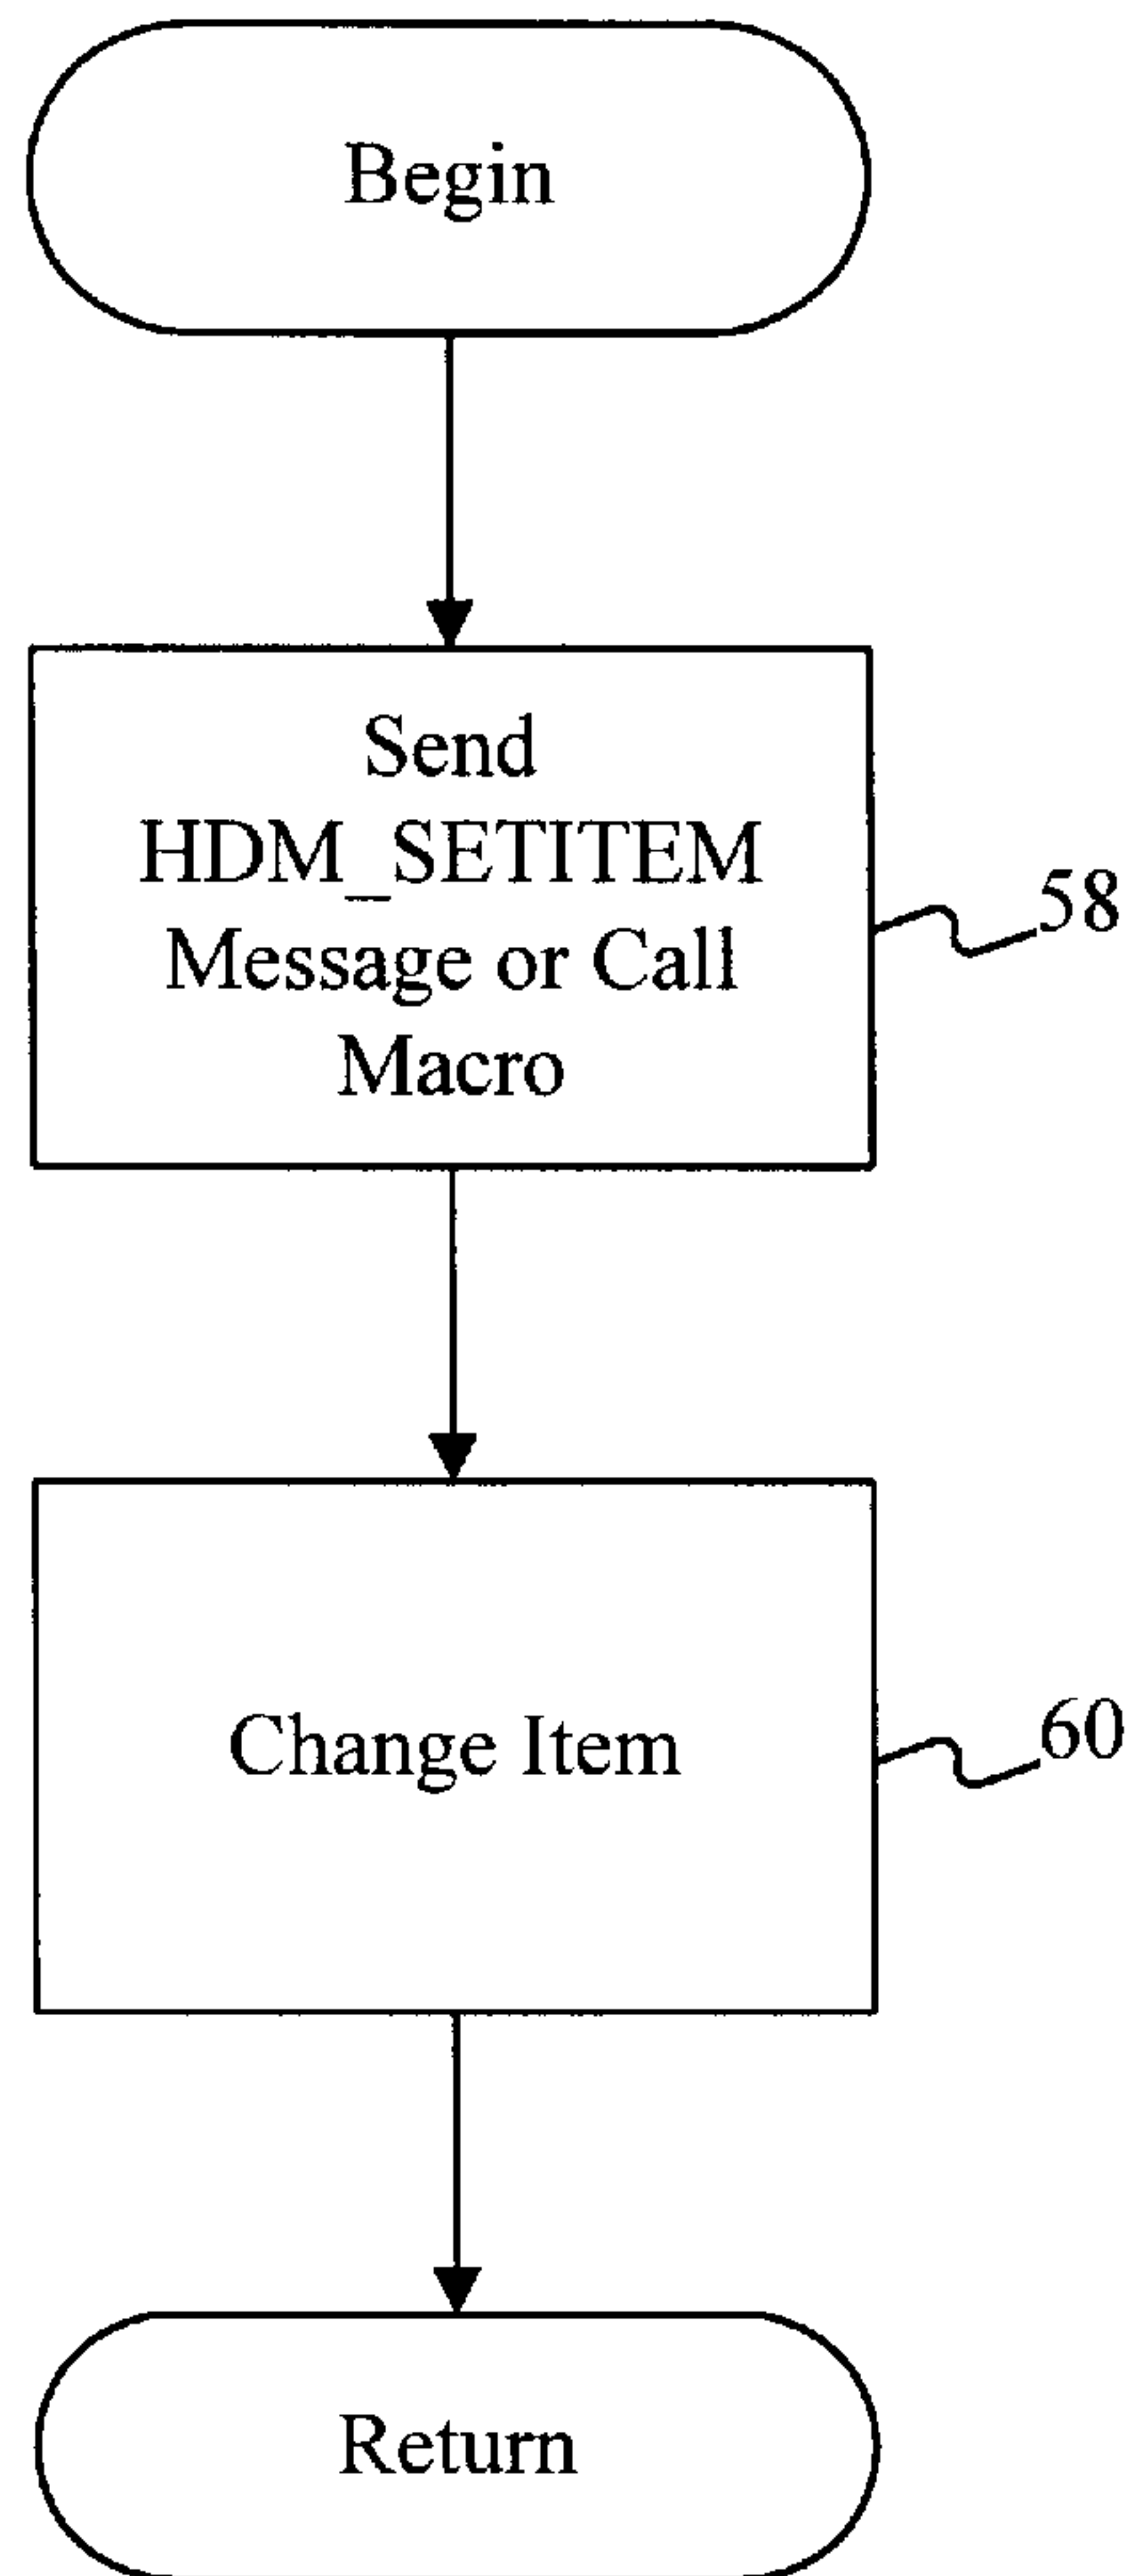 Begin
Send
HDM_SETITEM
Message or Call
Macro
58
Change Item
60
Return